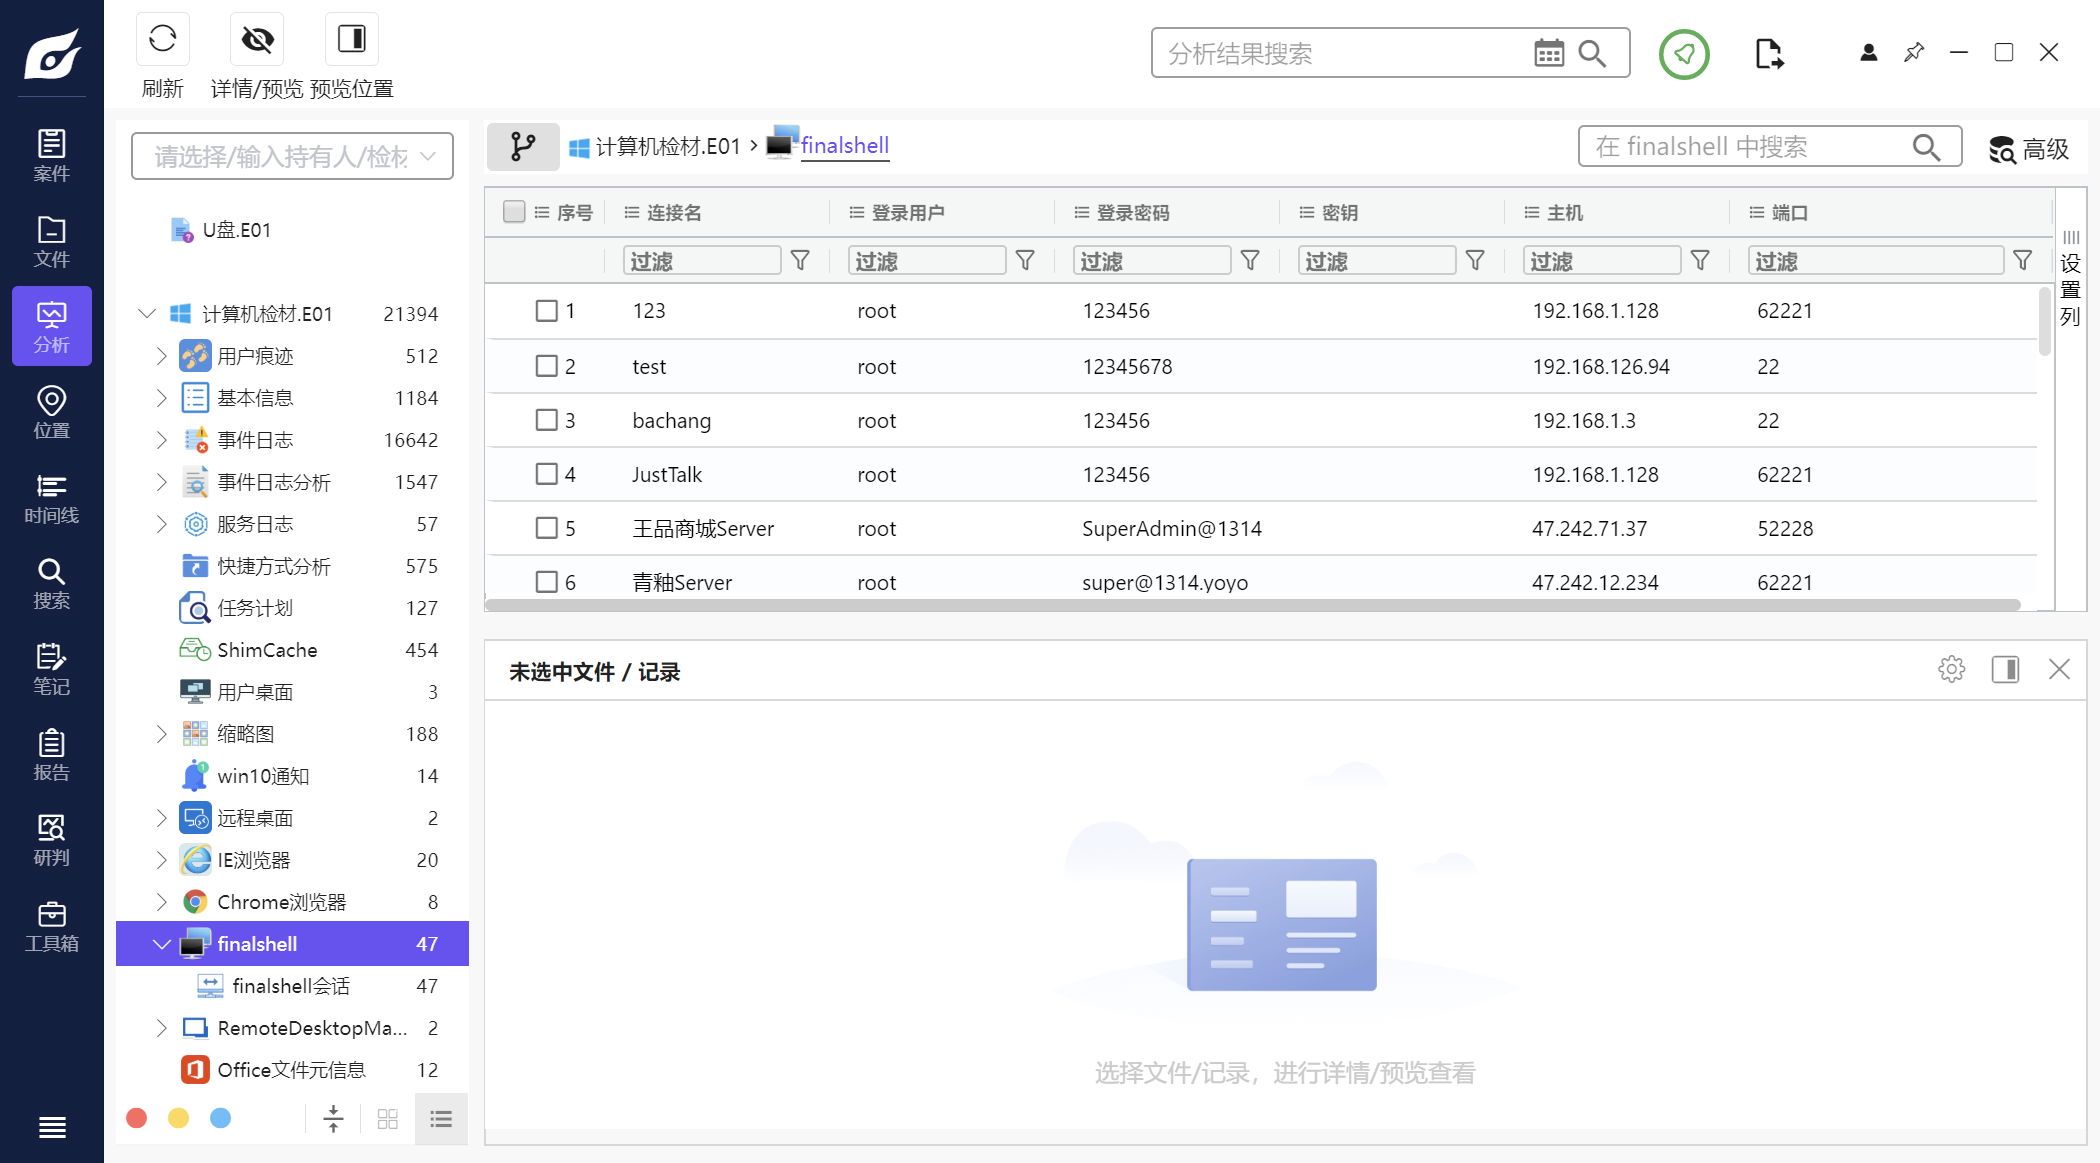 刷新
详情/预览 预览位置
分析结果搜索
案件
文件
分析
位置
时间线
搜索
笔记
报告
研判
工具箱
请选择/输入持有人/检材
U盘.E01
计算机检材.E01 21394
用户痕迹 512
基本信息 1184
事件日志 16642
事件日志分析 1547
服务日志 57
快捷方式分析 575
任务计划 127
ShimCache 454
用户桌面 3
缩略图 188
win10通知 14
远程桌面 2
IE浏览器 20
Chrome浏览器 8
finalshell 47
finalshell会话 47
RemoteDesktopMa... 2
Office文件元信息 12
计算机检材.E01 › finalshell
在 finalshell 中搜索
高级
序号 连接名 登录用户 登录密码 密钥 主机 端口
过滤 过滤 过滤 过滤 过滤 过滤
1 123 root 123456 192.168.1.128 62221
2 test root 12345678 192.168.126.94 22
3 bachang root 123456 192.168.1.3 22
4 JustTalk root 123456 192.168.1.128 62221
5 王品商城Server root SuperAdmin@1314 47.242.71.37 52228
6 青釉Server root super@1314.yoyo 47.242.12.234 62221
设置列
未选中文件 / 记录
选择文件/记录，进行详情/预览查看